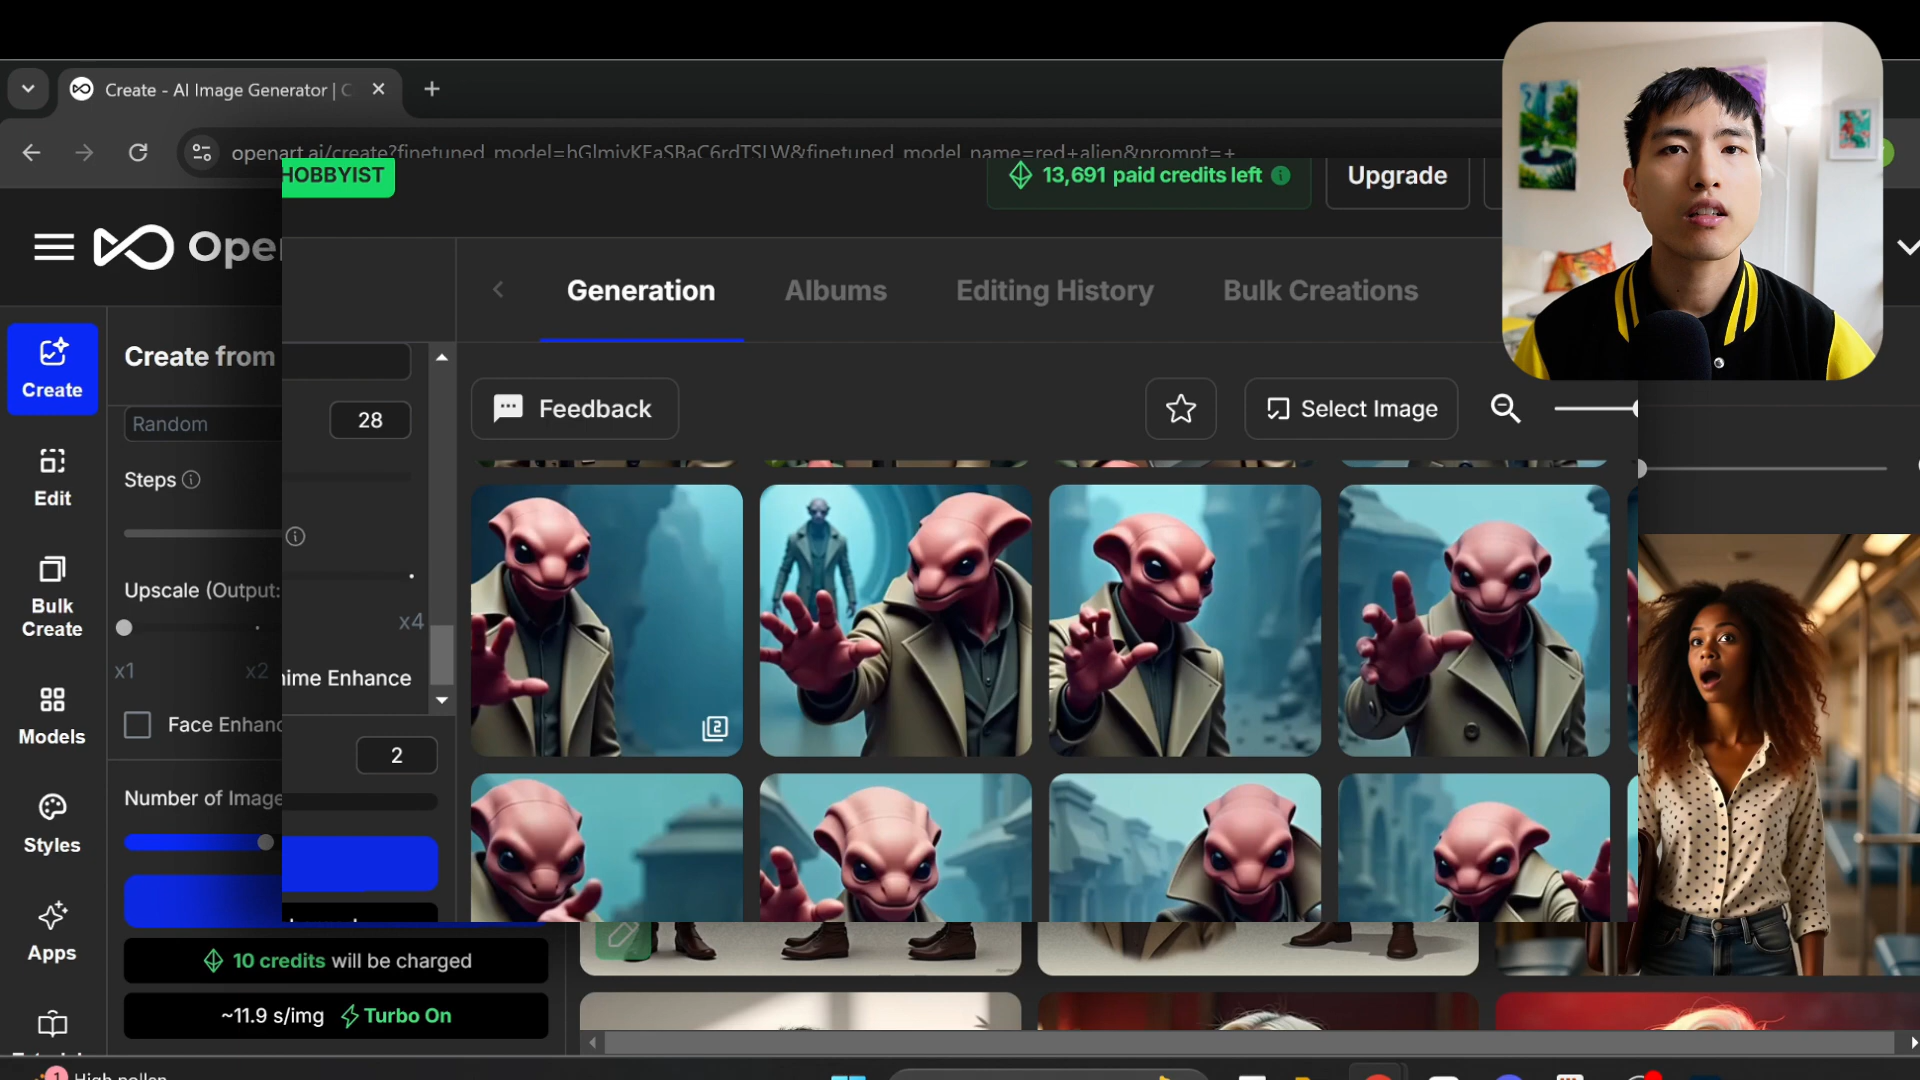 Create - AI Image Generator | C
openart.ai/create?finetuned_model=hGlmivKFaSBaC6rdTSLW&finetuned_model_name=red+alien&prompt=+
HOBBYIST
13,691 paid credits left
Upgrade
Ope
Generation
Albums
Editing History
Bulk Creations
Create
Create from
Random
28
Feedback
Select Image
Edit
Steps
Bulk
Create
Upscale (Output:
x4
x1
x2
nime Enhance
Models
Face Enhanc
2
Number of Image
Styles
Apps
10 credits will be charged
~11.9 s/img
Turbo On
1
High pollen